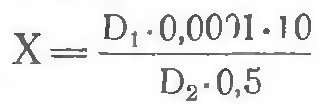 X = D₁·0,0001·10 / D₂·0,5